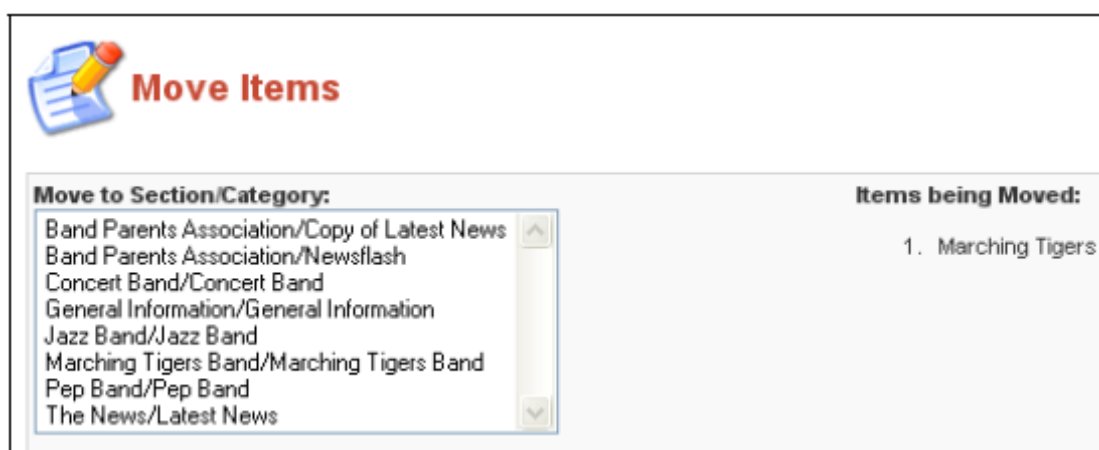 Move Items
Move to Section/Category:
Band Parents Association/Copy of Latest News
Band Parents Association/Newsflash
Concert Band/Concert Band
General Information/General Information
Jazz Band/Jazz Band
Marching Tigers Band/Marching Tigers Band
Pep Band/Pep Band
The News/Latest News
Items being Moved:
1. Marching Tigers